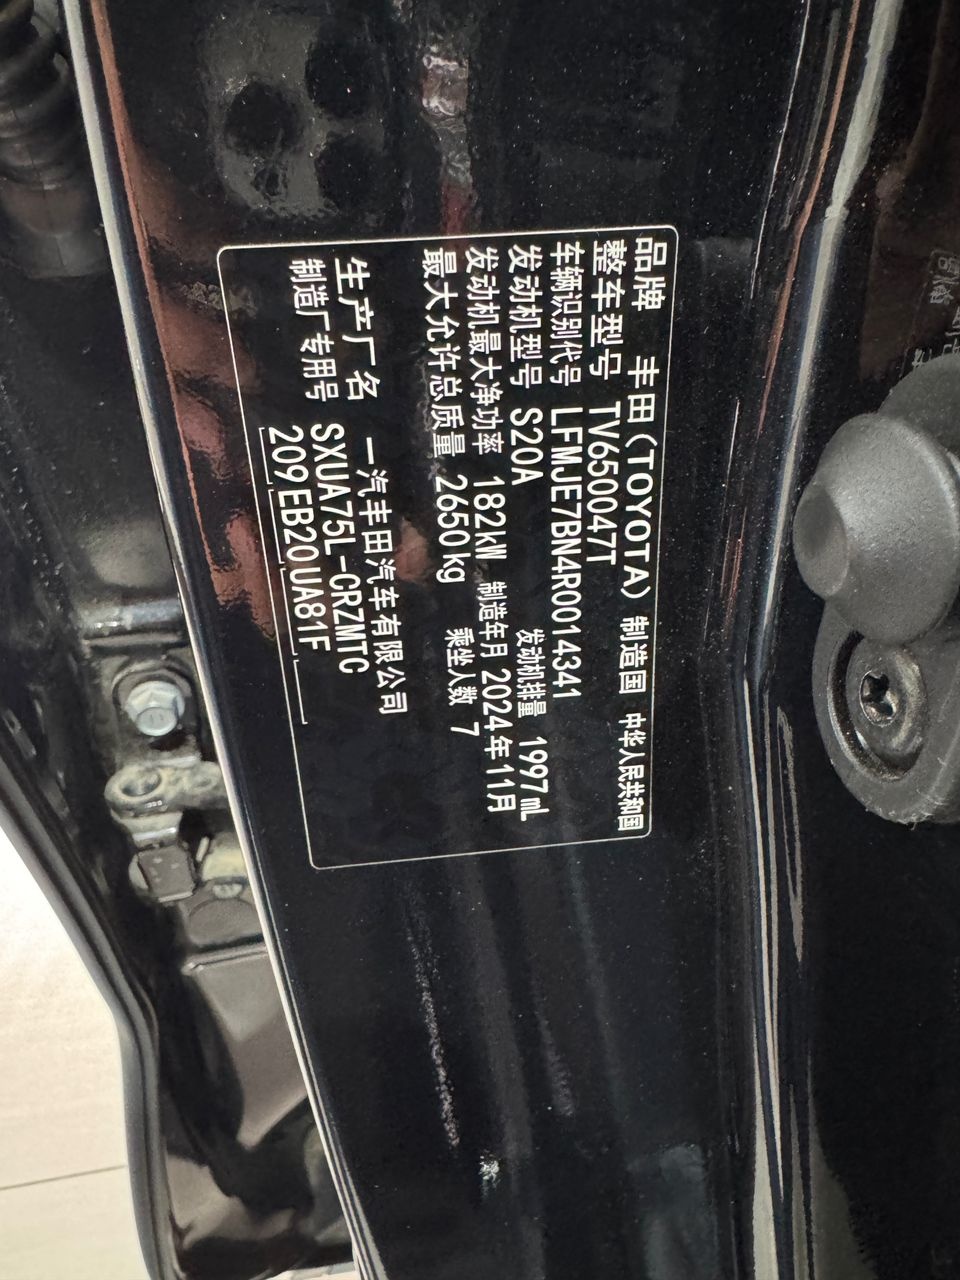 品牌 丰田(TOYOTA) 制造国 中华人民共和国
整车型号 TV650047T
车辆识别代号 LFMJE7BN4R0014341
发动机型号 S20A 发动机排量 1997 mL
发动机最大净功率 182kW 制造年月 2024年11月
最大允许总质量 2650kg 乘坐人数 7
生产厂名 一汽丰田汽车有限公司
制造厂专用号 SXUA75L-CRZMTC
209 EB20 UA81F